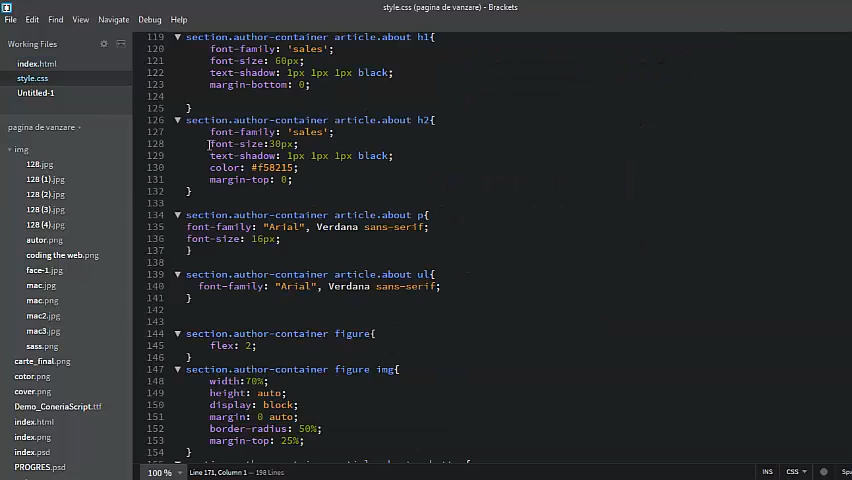 style.css (pagina de vanzare) - Brackets
File Edit Find View Navigate Debug Help
Working Files
index.html
style.css
Untitled-1
pagina de vanzare
img
128.jpg
128 (1).jpg
128 (2).jpg
128 (3).jpg
128 (4).jpg
autor.png
coding the web.png
face-1.jpg
mac.jpg
mac.png
mac2.jpg
mac3.jpg
sass.png
carte_final.png
cotor.png
cover.png
Demo_ConeriaScript.ttf
index.html
index.png
index.psd
PROGRES.psd
119 section.author-container article.about h1{
120 font-family: 'sales';
121 font-size: 60px;
122 text-shadow: 1px 1px 1px black;
123 margin-bottom: 0;
124
125 }
126 section.author-container article.about h2{
127 font-family: 'sales';
128 font-size:30px;
129 text-shadow: 1px 1px 1px black;
130 color: #f58215;
131 margin-top: 0;
132 }
133
134 section.author-container article.about p{
135 font-family: "Arial", Verdana sans-serif;
136 font-size: 16px;
137 }
138
139 section.author-container article.about ul{
140 font-family: "Arial", Verdana sans-serif;
141 }
142
143
144 section.author-container figure{
145 flex: 2;
146 }
147 section.author-container figure img{
148 width:70%;
149 height: auto;
150 display: block;
151 margin: 0 auto;
152 border-radius: 50%;
153 margin-top: 25%;
154 }
100 % Line 171, Column 1 — 198 Lines
INS CSS Spa